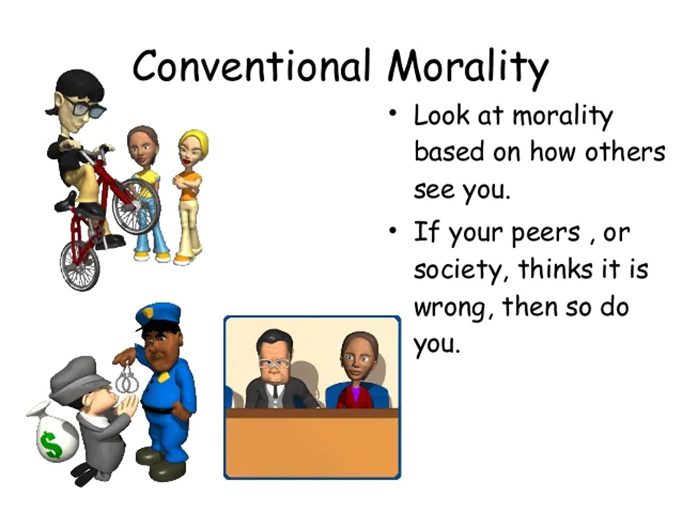 Conventional Morality
• Look at morality
based on how others
see you.
• If your peers , or
society, thinks it is
wrong, then so do
you.
$